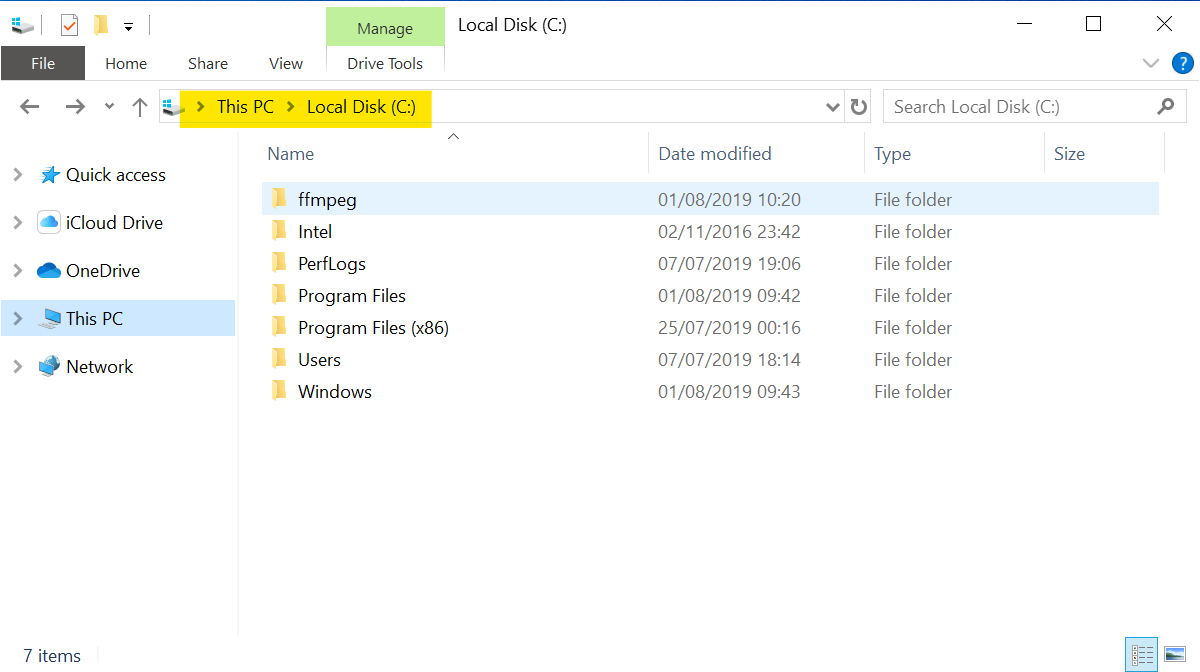 Manage Local Disk (C:)
File Home Share View Drive Tools ?
This PC Local Disk (C:) Search Local Disk (C:)
Name Date modified Type Size
Quick access
iCloud Drive
OneDrive
This PC
Network
ffmpeg 01/08/2019 10:20 File folder
Intel 02/11/2016 23:42 File folder
PerfLogs 07/07/2019 19:06 File folder
Program Files 01/08/2019 09:42 File folder
Program Files (x86) 25/07/2019 00:16 File folder
Users 07/07/2019 18:14 File folder
Windows 01/08/2019 09:43 File folder
7 items